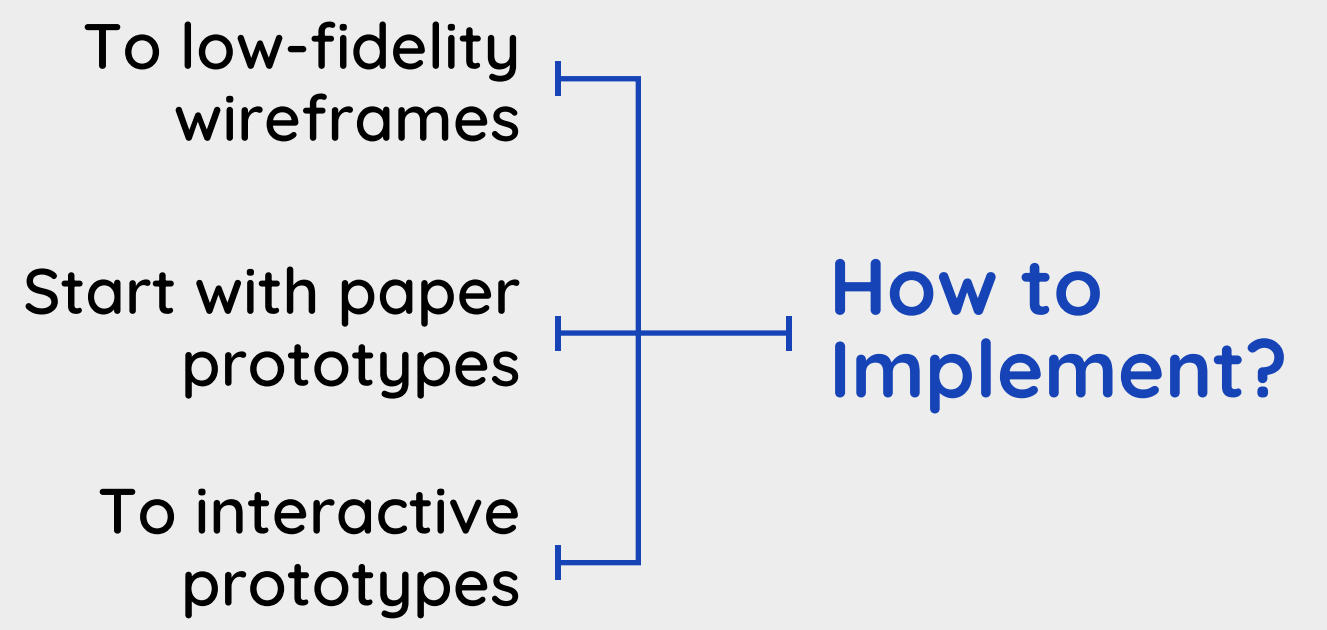 To low-fidelity
wireframes
Start with paper
prototypes
To interactive
prototypes
How to
Implement?